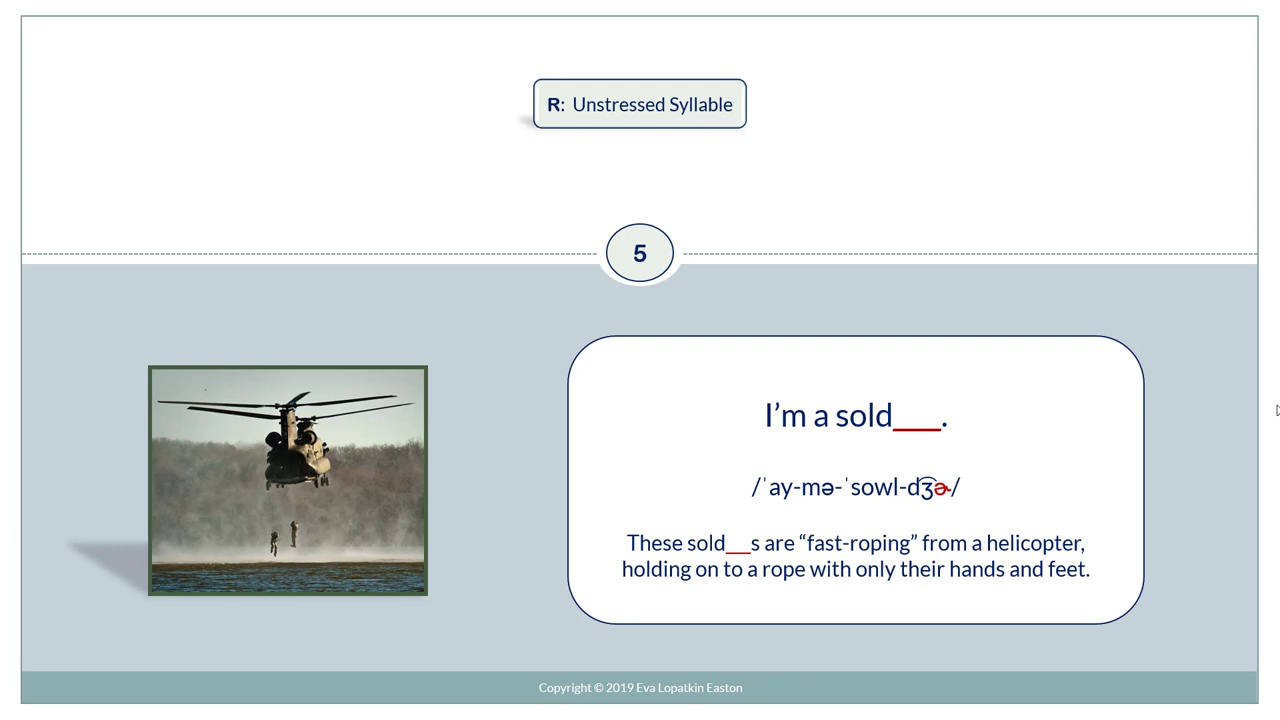 R: Unstressed Syllable
5
I’m a sold___.
/ˈay-mə-ˈsowl-d͡ʒɚ/
These sold__s are “fast-roping” from a helicopter,
holding on to a rope with only their hands and feet.
Copyright © 2019 Eva Lopatkin Easton